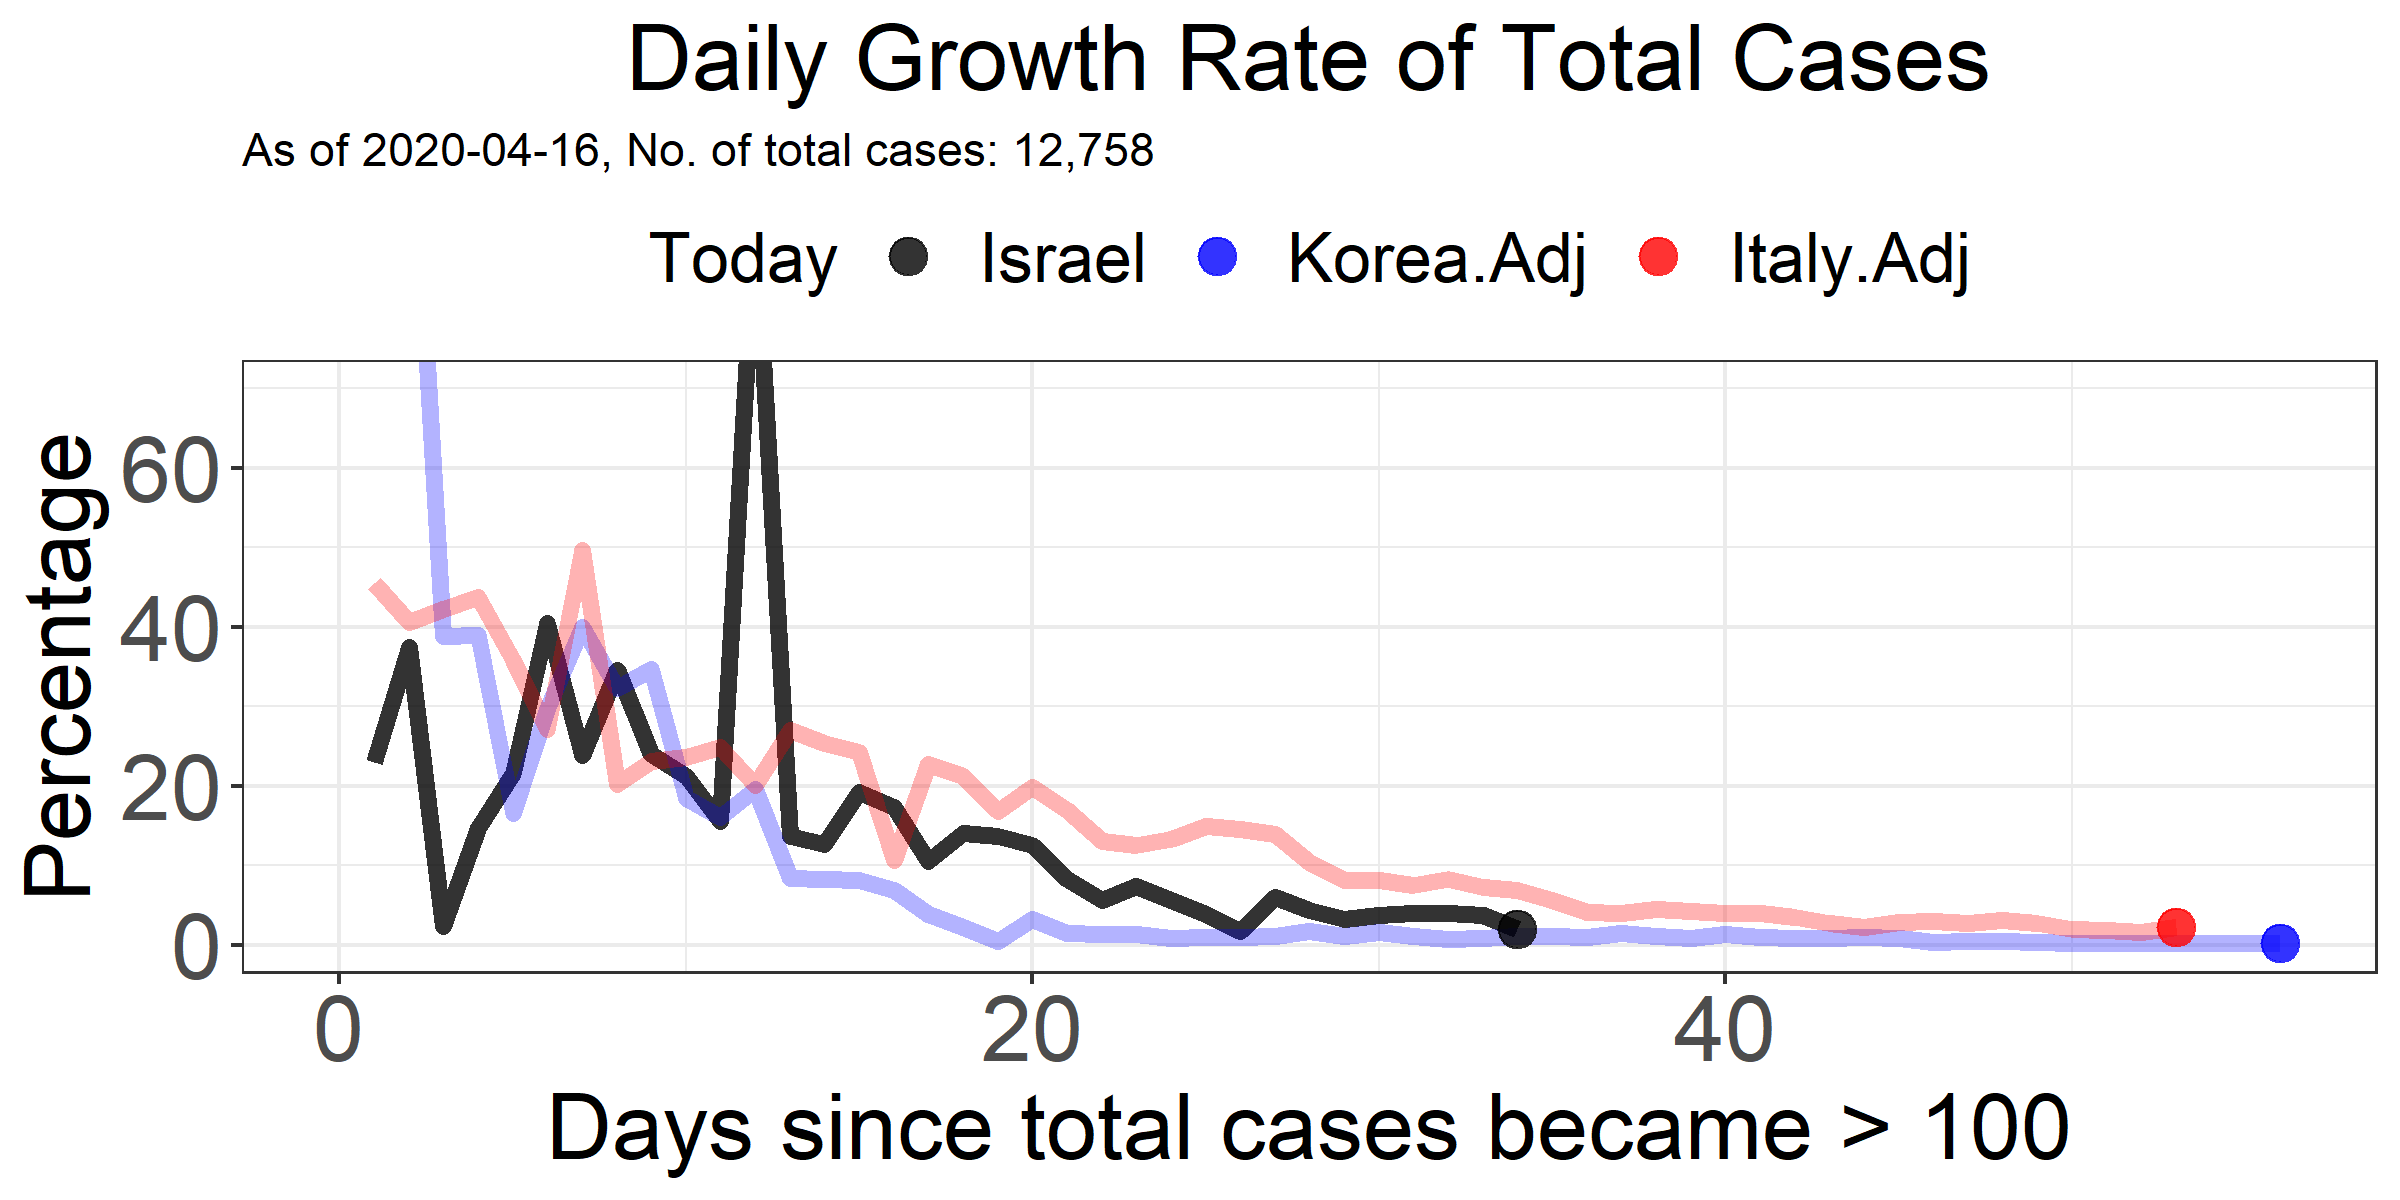 Daily Growth Rate of Total Cases
As of 2020-04-16, No. of total cases: 12,758
Today Israel Korea.Adj Italy.Adj
Percentage
60
40
20
0
0 20 40
Days since total cases became > 100